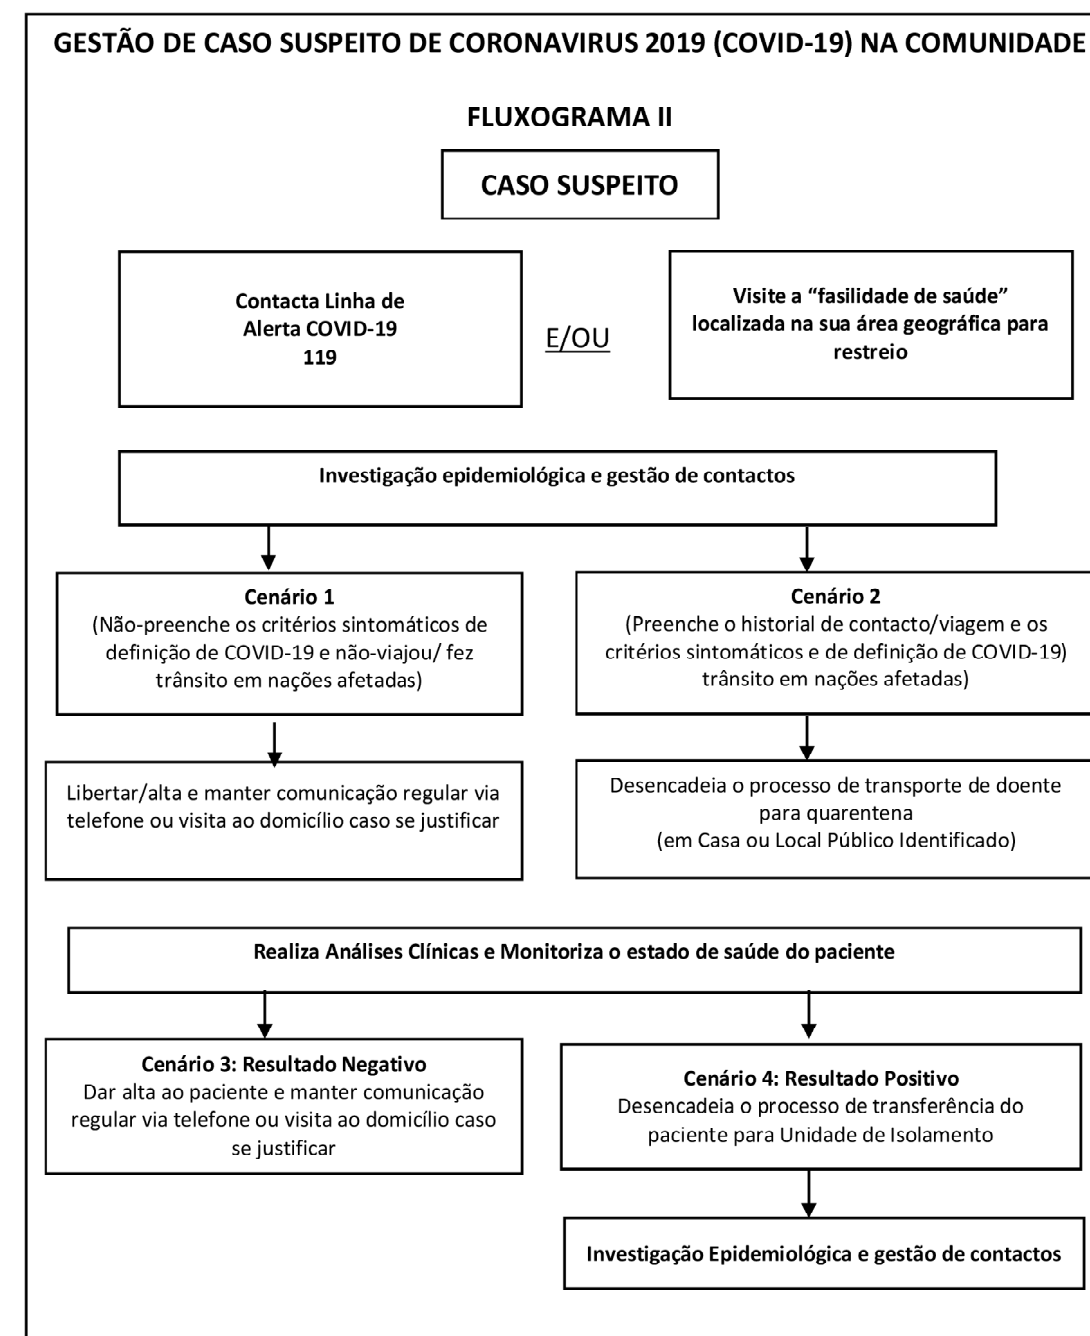 GESTÃO DE CASO SUSPEITO DE CORONAVIRUS 2019 (COVID-19) NA COMUNIDADE
FLUXOGRAMA II
CASO SUSPEITO
Contacta Linha de
Alerta COVID-19
119
E/OU
Visite a “fasilidade de saúde”
localizada na sua área geográfica para
restreio
Investigação epidemiológica e gestão de contactos
Cenário 1
(Não-preenche os critérios sintomáticos de
definição de COVID-19 e não-viajou/ fez
trânsito em nações afetadas)
Cenário 2
(Preenche o historial de contacto/viagem e os
critérios sintomáticos e de definição de COVID-19)
trânsito em nações afetadas)
Libertar/alta e manter comunicação regular via
telefone ou visita ao domicílio caso se justificar
Desencadeia o processo de transporte de doente
para quarentena
(em Casa ou Local Público Identificado)
Realiza Análises Clínicas e Monitoriza o estado de saúde do paciente
Cenário 3: Resultado Negativo
Dar alta ao paciente e manter comunicação
regular via telefone ou visita ao domicílio caso
se justificar
Cenário 4: Resultado Positivo
Desencadeia o processo de transferência do
paciente para Unidade de Isolamento
Investigação Epidemiológica e gestão de contactos